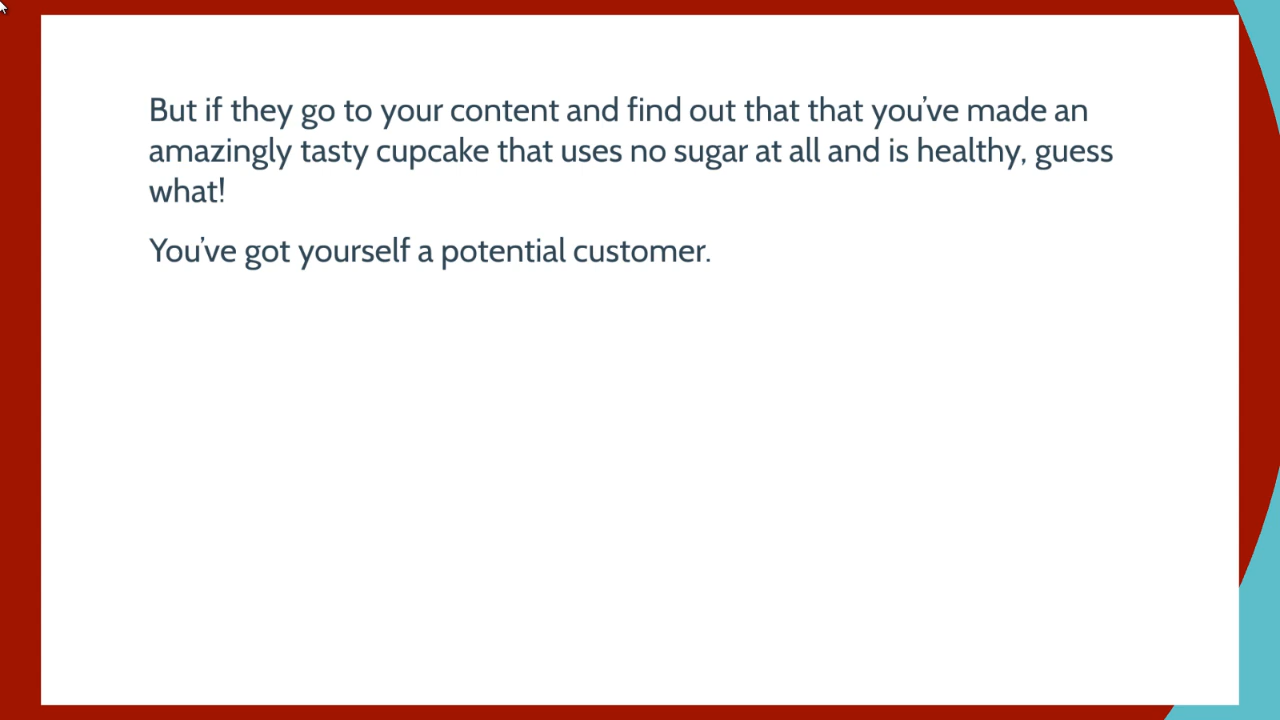 But if they go to your content and find out that that you've made an
amazingly tasty cupcake that uses no sugar at all and is healthy, guess
what!
You've got yourself a potential customer.